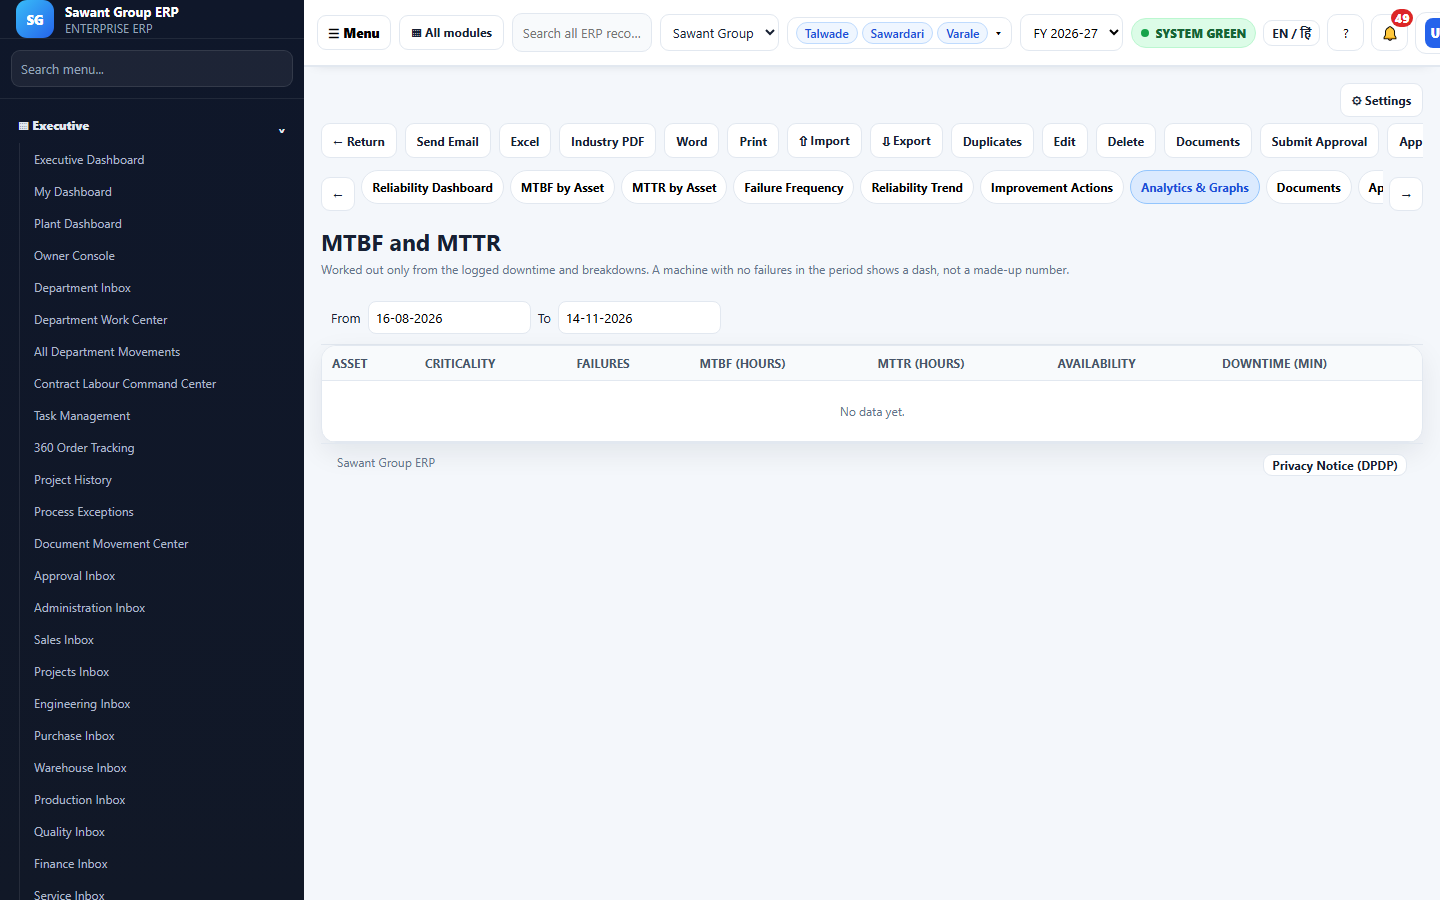 SG
Sawant Group ERP
ENTERPRISE ERP
Search menu...
Executive
Executive Dashboard
My Dashboard
Plant Dashboard
Owner Console
Department Inbox
Department Work Center
All Department Movements
Contract Labour Command Center
Task Management
360 Order Tracking
Project History
Process Exceptions
Document Movement Center
Approval Inbox
Administration Inbox
Sales Inbox
Projects Inbox
Engineering Inbox
Purchase Inbox
Warehouse Inbox
Production Inbox
Quality Inbox
Finance Inbox
Service Inbox
☰ Menu All modules Search all ERP reco... Sawant Group Talwade Sawardari Varale FY 2026-27 SYSTEM GREEN EN / हिं ? 49 U
Settings
← Return Send Email Excel Industry PDF Word Print ⇧Import ⇩Export Duplicates Edit Delete Documents Submit Approval App
← Reliability Dashboard MTBF by Asset MTTR by Asset Failure Frequency Reliability Trend Improvement Actions Analytics & Graphs Documents Ap →
MTBF and MTTR
Worked out only from the logged downtime and breakdowns. A machine with no failures in the period shows a dash, not a made-up number.
From 16-08-2026 To 14-11-2026
ASSET CRITICALITY FAILURES MTBF (HOURS) MTTR (HOURS) AVAILABILITY DOWNTIME (MIN)
No data yet.
Sawant Group ERP Privacy Notice (DPDP)